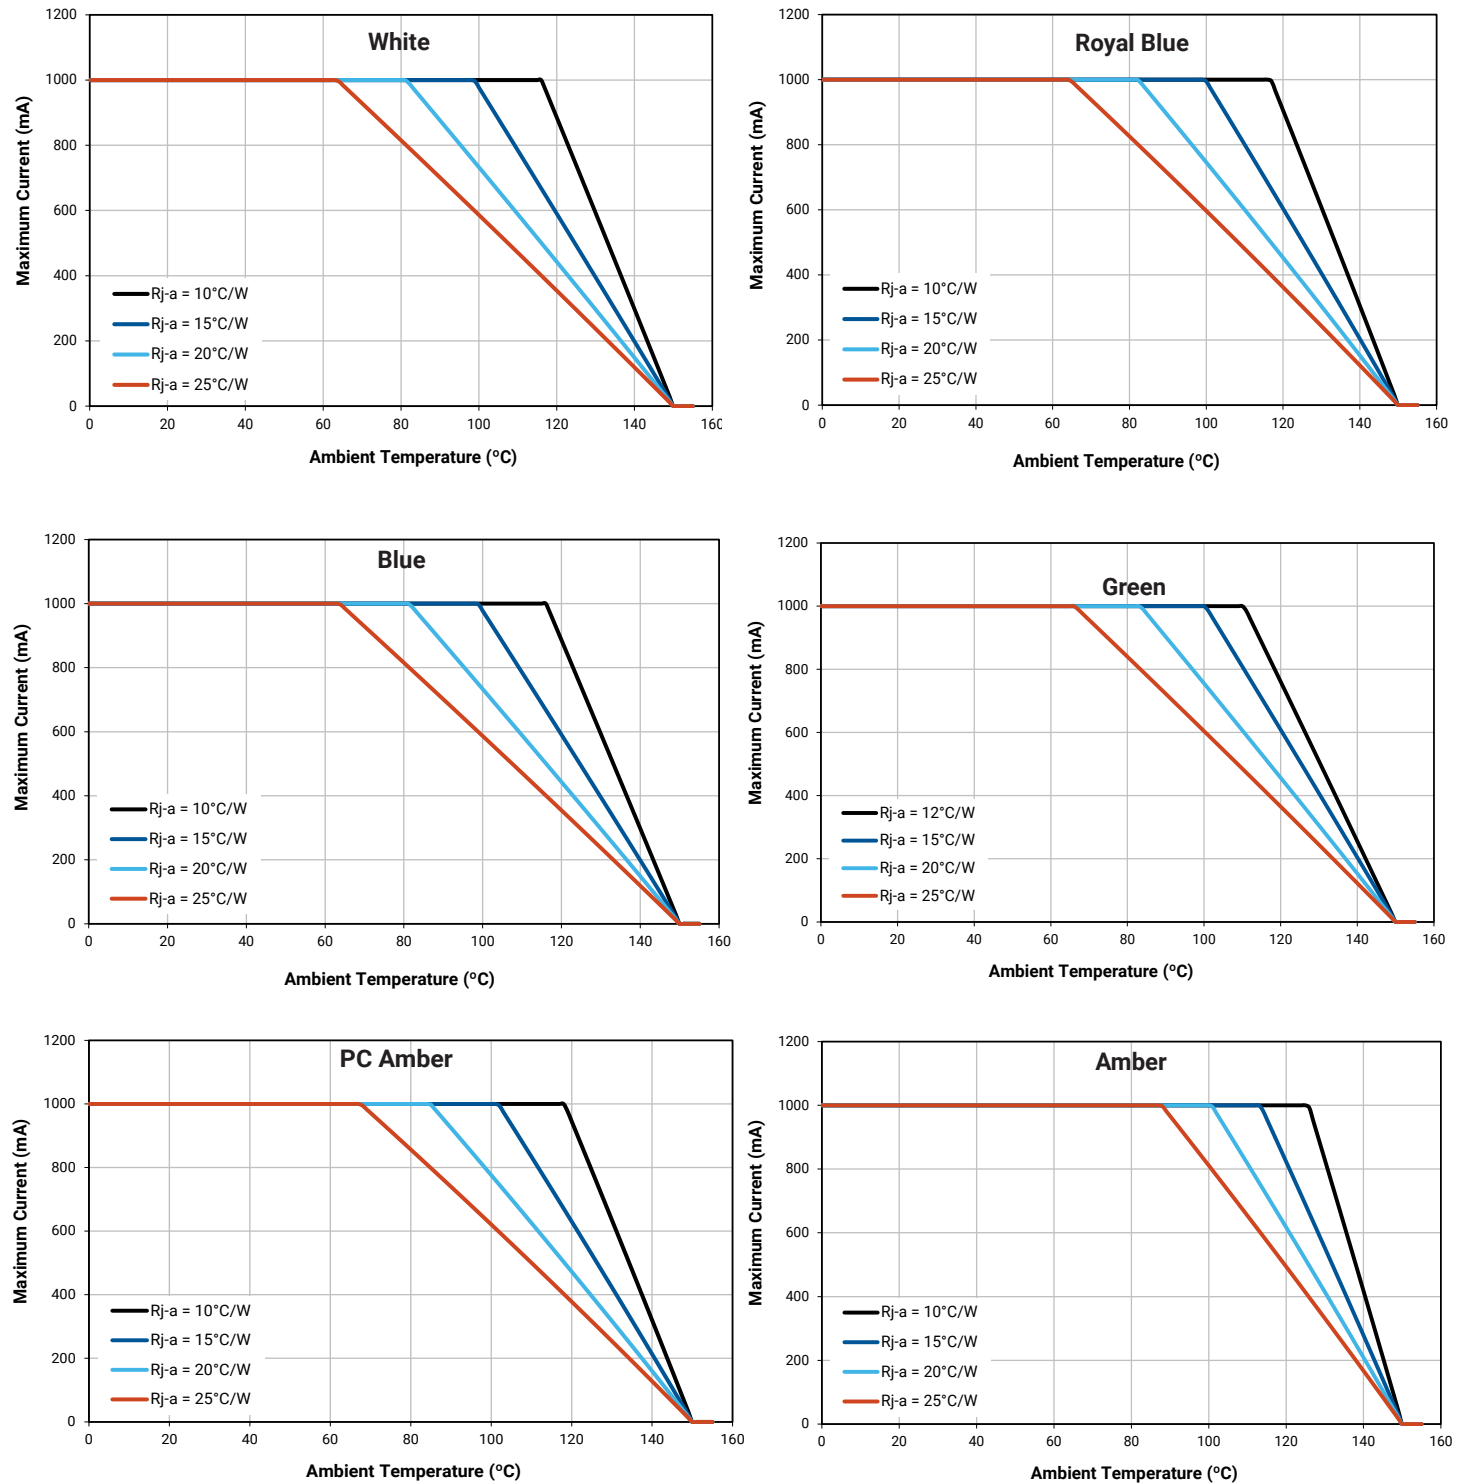 White
Maximum Current (mA)
1200
1000
800
600
400
200
0
Rj-a = 10°C/W
Rj-a = 15°C/W
Rj-a = 20°C/W
Rj-a = 25°C/W
0 20 40 60 80 100 120 140 160
Ambient Temperature (ºC)
Royal Blue
Maximum Current (mA)
1200
1000
800
600
400
200
0
Rj-a = 10°C/W
Rj-a = 15°C/W
Rj-a = 20°C/W
Rj-a = 25°C/W
0 20 40 60 80 100 120 140 160
Ambient Temperature (ºC)
Blue
Maximum Current (mA)
1200
1000
800
600
400
200
0
Rj-a = 10°C/W
Rj-a = 15°C/W
Rj-a = 20°C/W
Rj-a = 25°C/W
0 20 40 60 80 100 120 140 160
Ambient Temperature (ºC)
Green
Maximum Current (mA)
1200
1000
800
600
400
200
0
Rj-a = 12°C/W
Rj-a = 15°C/W
Rj-a = 20°C/W
Rj-a = 25°C/W
0 20 40 60 80 100 120 140 160
Ambient Temperature (ºC)
PC Amber
Maximum Current (mA)
1200
1000
800
600
400
200
0
Rj-a = 10°C/W
Rj-a = 15°C/W
Rj-a = 20°C/W
Rj-a = 25°C/W
0 20 40 60 80 100 120 140 160
Ambient Temperature (ºC)
Amber
Maximum Current (mA)
1200
1000
800
600
400
200
0
Rj-a = 10°C/W
Rj-a = 15°C/W
Rj-a = 20°C/W
Rj-a = 25°C/W
0 20 40 60 80 100 120 140 160
Ambient Temperature (ºC)